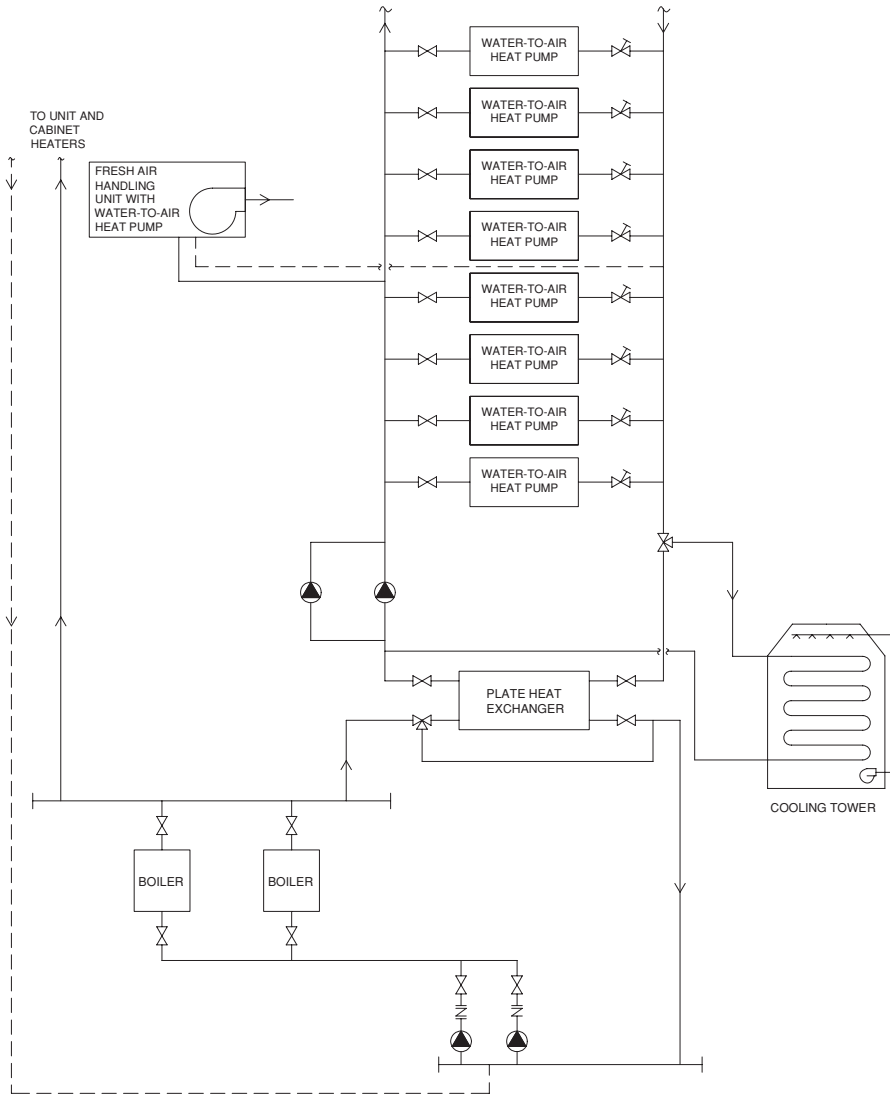 WATER-TO-AIR
HEAT PUMP
WATER-TO-AIR
HEAT PUMP
TO UNIT AND
CABINET
HEATERS
FRESH AIR
HANDLING
UNIT WITH
WATER-TO-AIR
HEAT PUMP
WATER-TO-AIR
HEAT PUMP
WATER-TO-AIR
HEAT PUMP
WATER-TO-AIR
HEAT PUMP
WATER-TO-AIR
HEAT PUMP
WATER-TO-AIR
HEAT PUMP
WATER-TO-AIR
HEAT PUMP
PLATE HEAT
EXCHANGER
COOLING TOWER
BOILER
BOILER